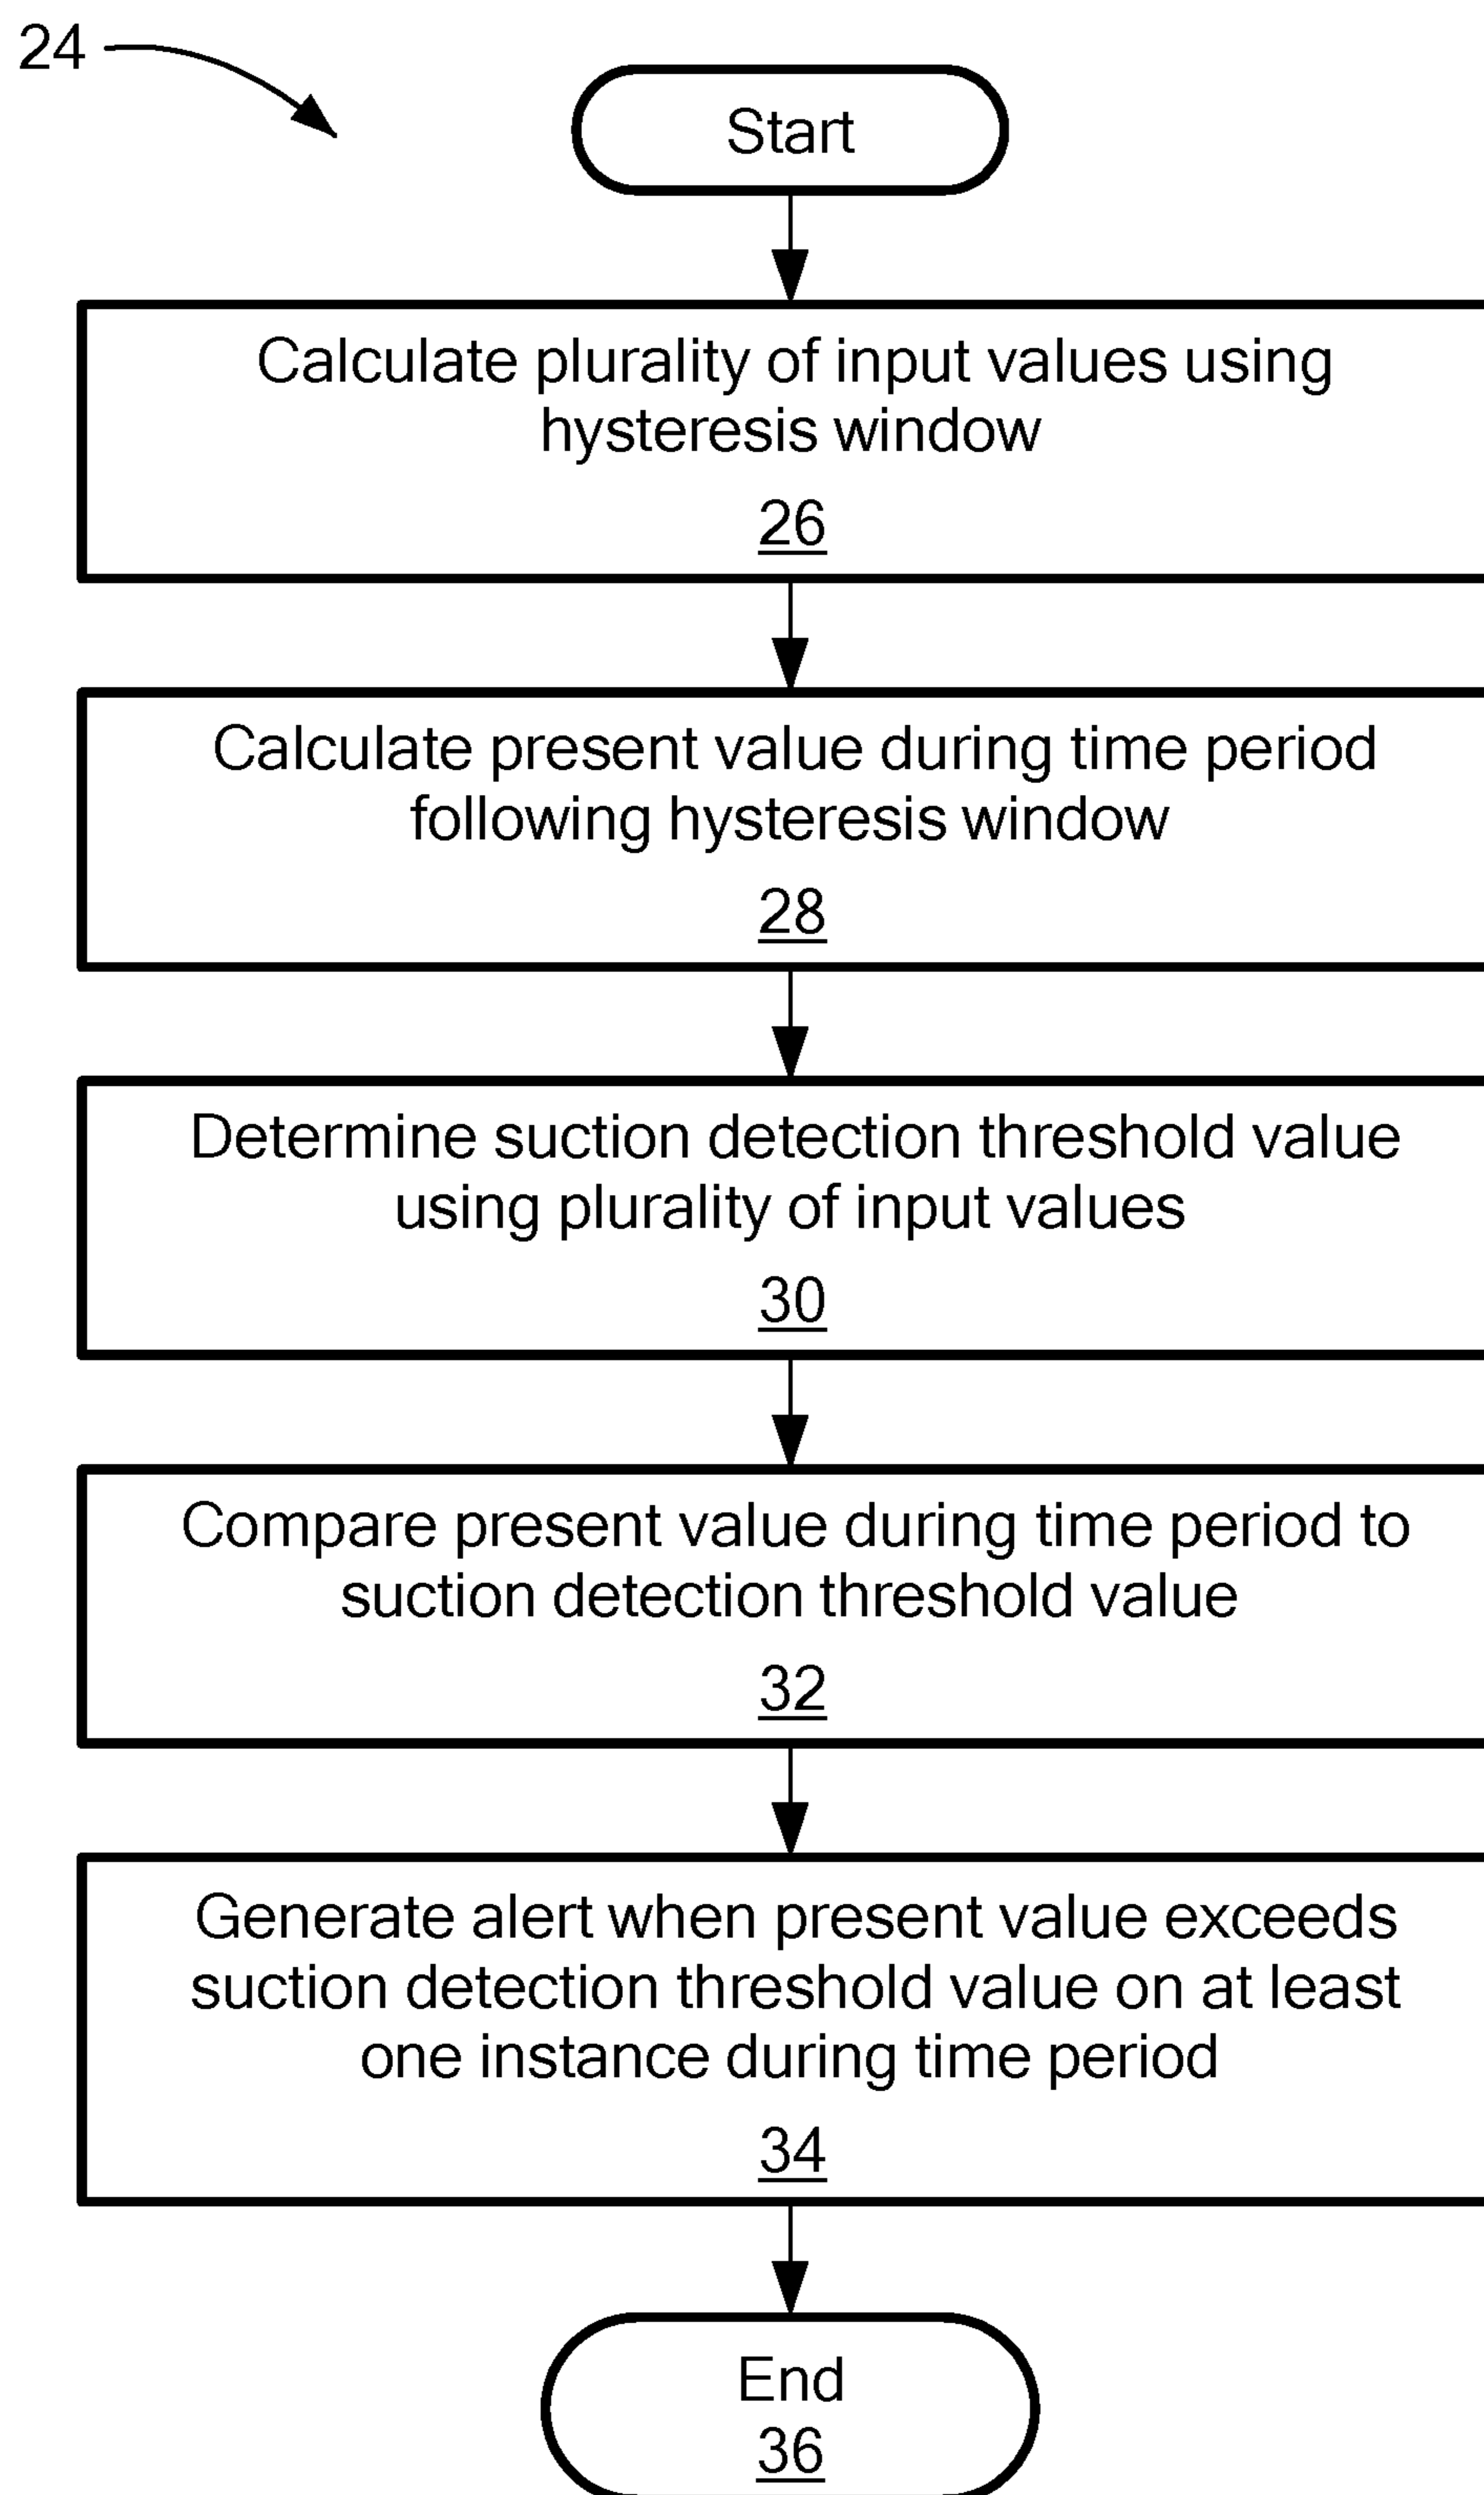 24
Start
Calculate plurality of input values using
hysteresis window
26
Calculate present value during time period
following hysteresis window
28
Determine suction detection threshold value
using plurality of input values
30
Compare present value during time period to
suction detection threshold value
32
Generate alert when present value exceeds
suction detection threshold value on at least
one instance during time period
34
End
36